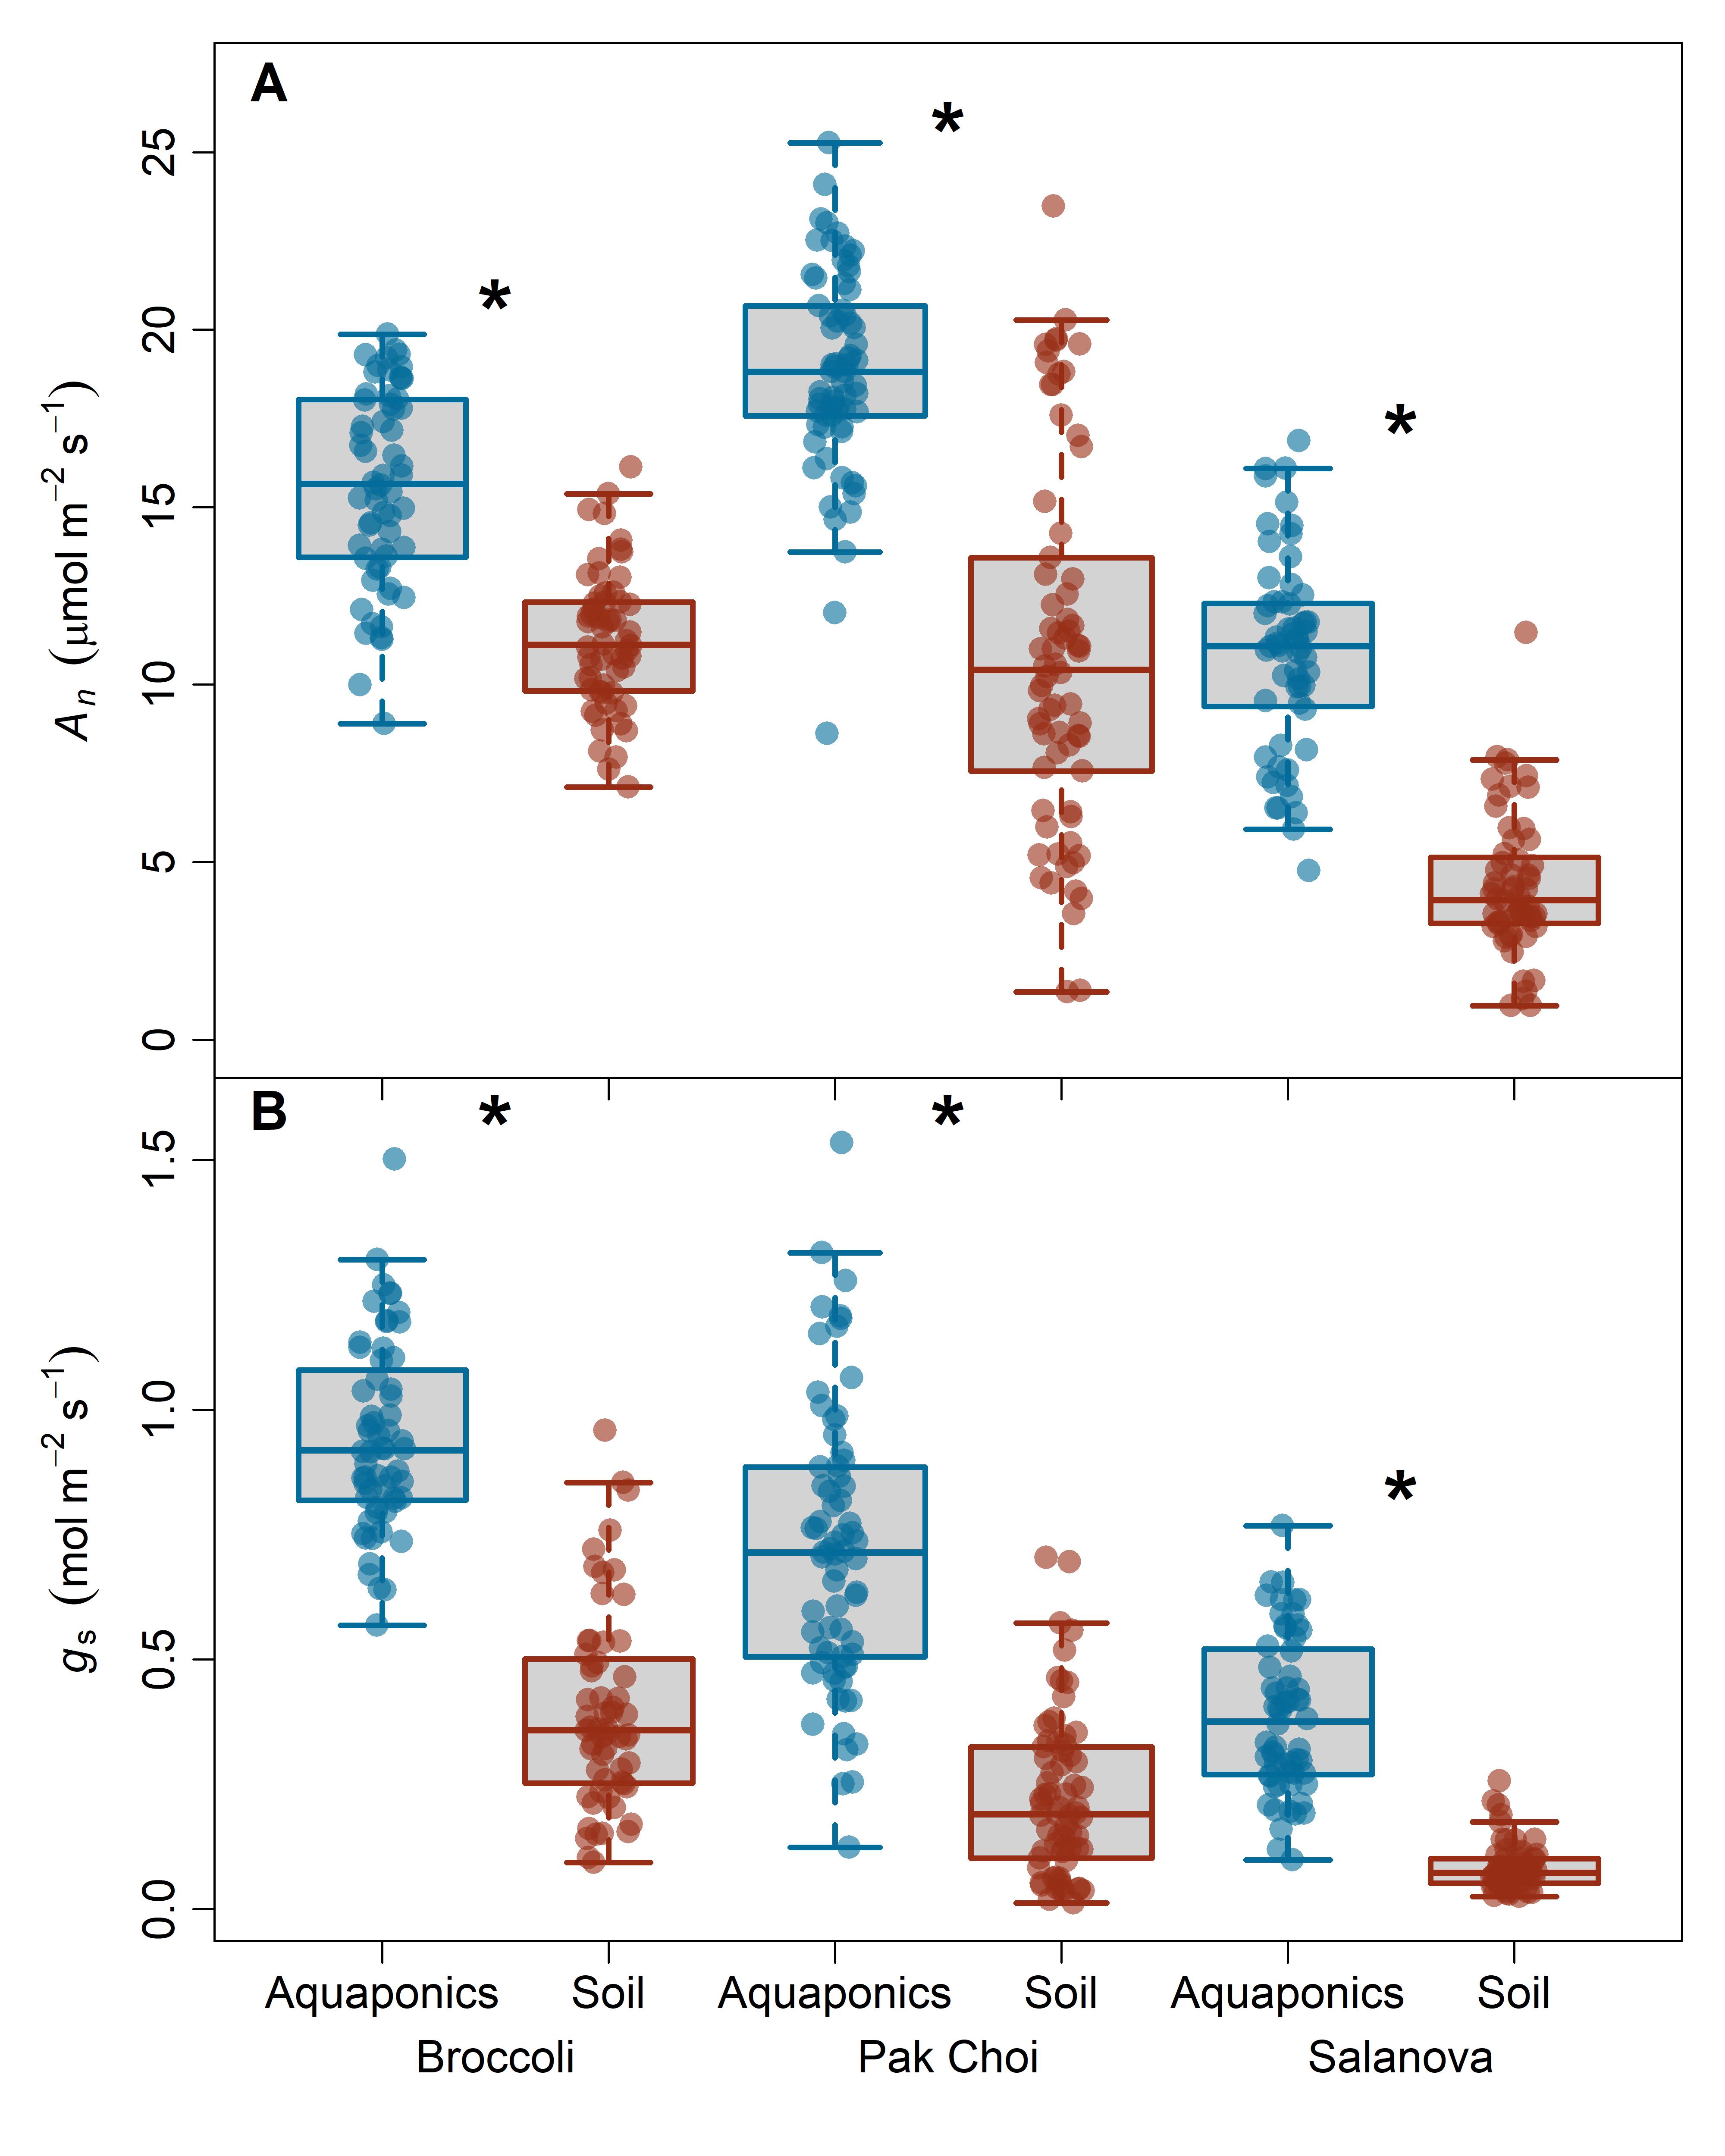 A
*
*
*
25
20
15
10
5
0
Aₙ (μmol m⁻² s⁻¹)
B
*
*
*
1.5
1.0
0.5
0.0
gₛ (mol m⁻² s⁻¹)
Aquaponics Soil Aquaponics Soil Aquaponics Soil
Broccoli Pak Choi Salanova